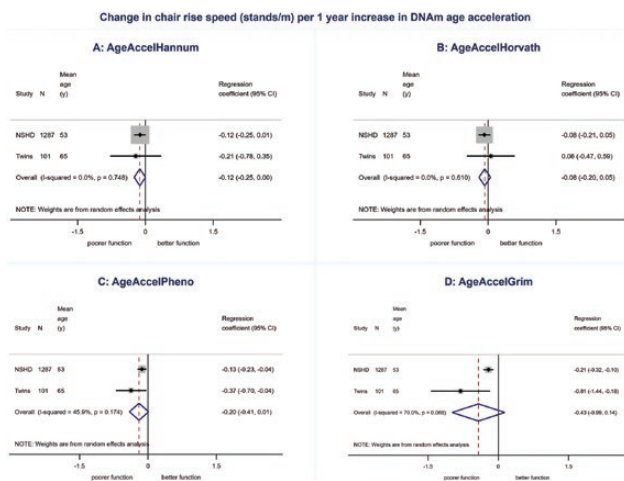 Change in chair rise speed (stands/m) per 1 year increase in DNAm age acceleration
A: AgeAccelHannum
Mean
age
Study N (y)
Regression
coefficient (95% CI)
NSHD 1287 53 -0.12 (-0.25, 0.01)
Twins 101 65 -0.21 (-0.78, 0.35)
Overall (I-squared = 0.0%, p = 0.748) -0.12 (-0.25, 0.00)
NOTE: Weights are from random effects analysis
-1.5 0 1.5
poorer function better function
B: AgeAccelHorvath
Mean
age
Study N (y)
Regression
coefficient (95% CI)
NSHD 1287 53 -0.08 (-0.21, 0.05)
Twins 101 65 0.06 (-0.47, 0.59)
Overall (I-squared = 0.0%, p = 0.610) -0.08 (-0.20, 0.05)
NOTE: Weights are from random effects analysis
-1.5 0 1.5
poorer function better function
C: AgeAccelPheno
Mean
age
Study N (y)
Regression
coefficient (95% CI)
NSHD 1287 53 -0.13 (-0.23, -0.04)
Twins 101 65 -0.37 (-0.70, -0.04)
Overall (I-squared = 45.9%, p = 0.174) -0.20 (-0.41, 0.01)
NOTE: Weights are from random effects analysis
-1.5 0 1.5
poorer function better function
D: AgeAccelGrim
Mean
age
Study N (y)
Regression
coefficient (95% CI)
NSHD 1287 53 -0.21 (-0.32, -0.10)
Twins 101 65 -0.81 (-1.44, -0.18)
Overall (I-squared = 70.0%, p = -0.43 0.14)
NOTE: Weights are from random effects analysis
0 1.5
poorer function better function